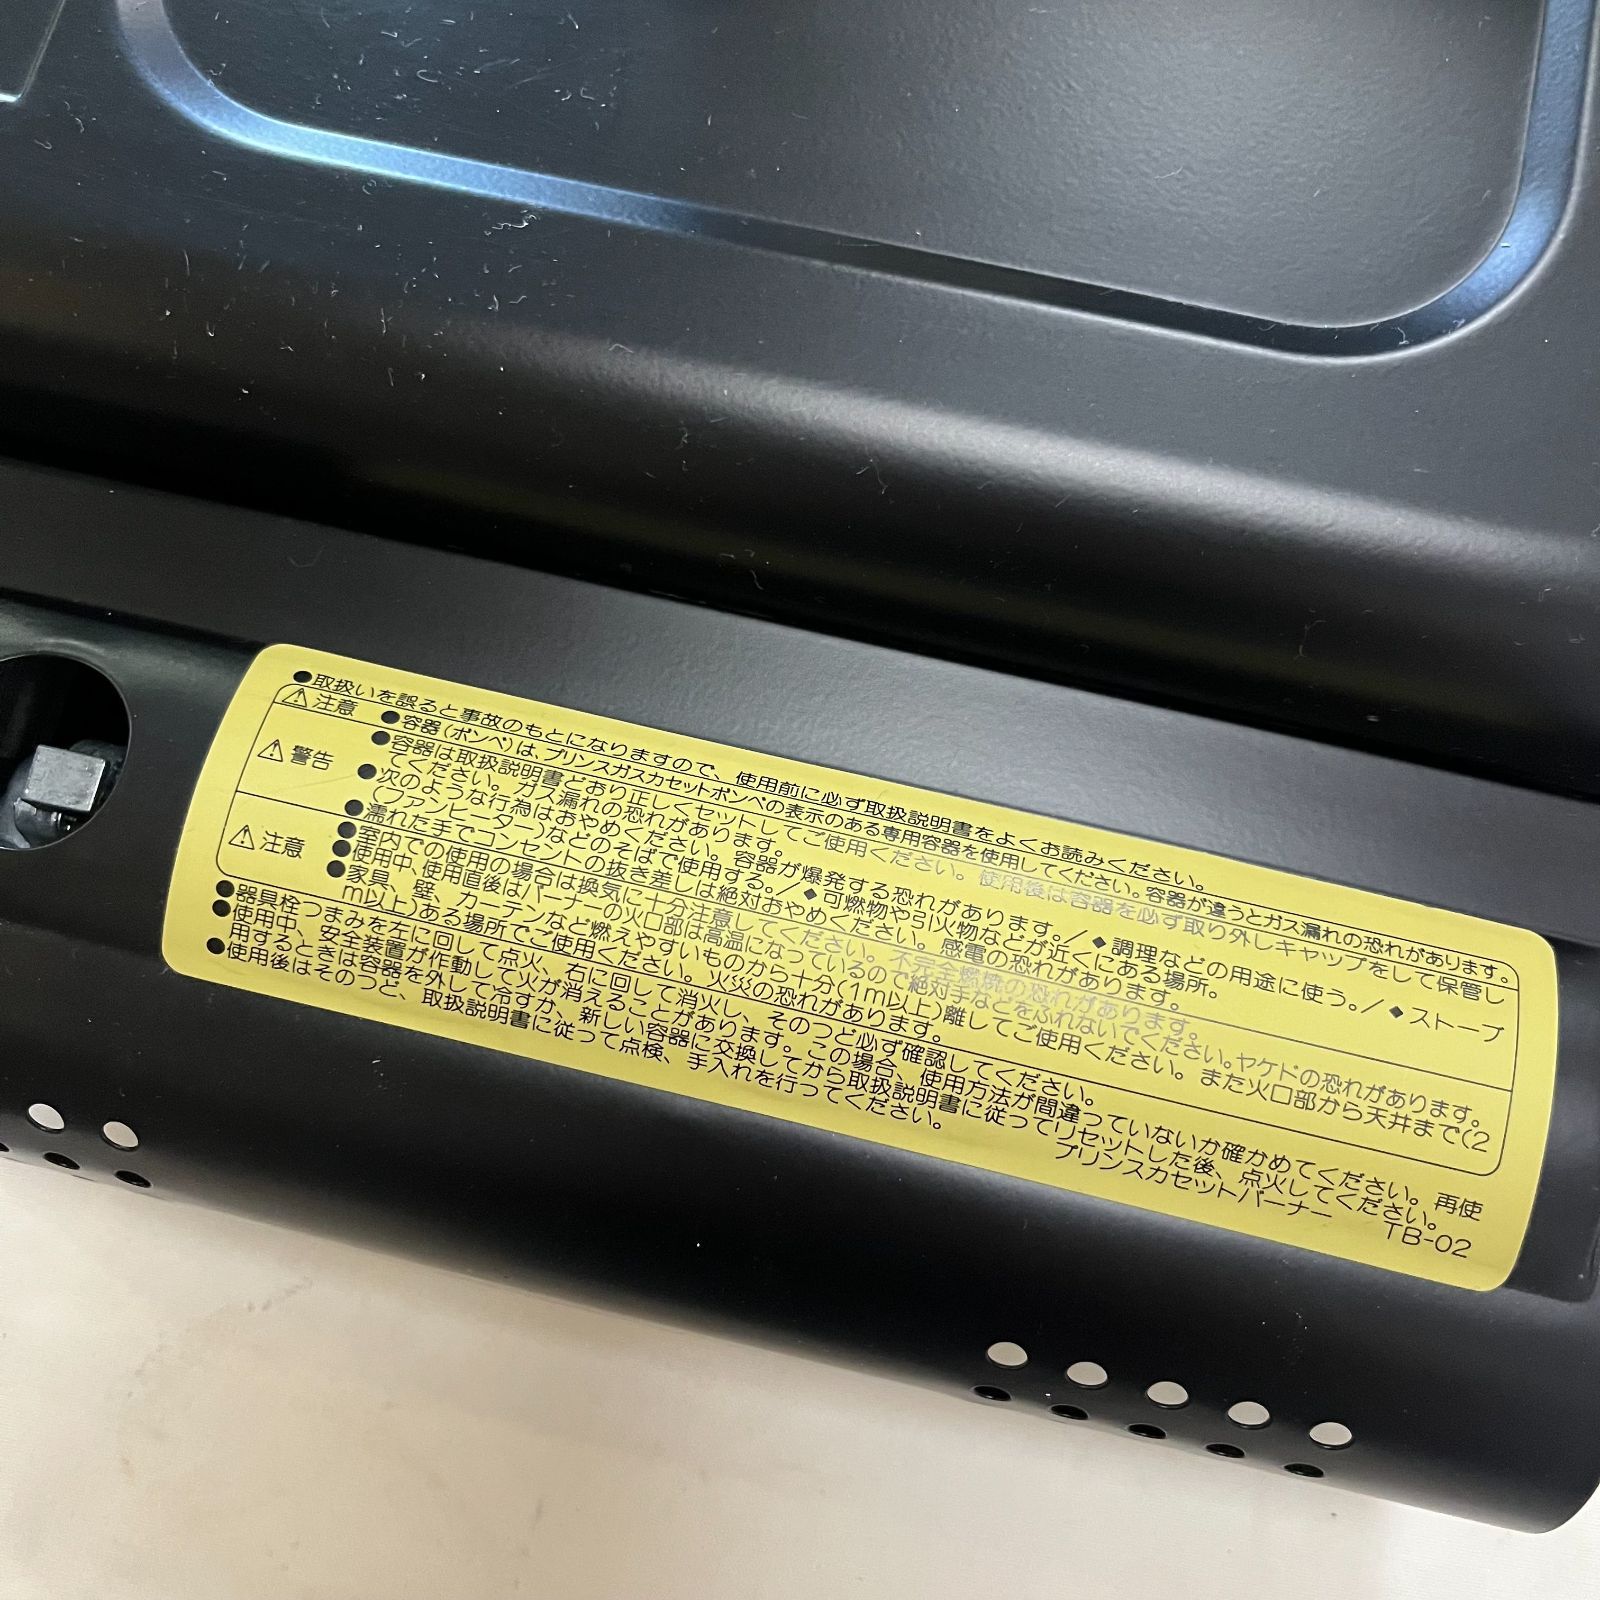 ●取扱いを誤ると事故のもとになりますので、使用前に必ず取扱説明書をよくお読みください。
⚠注意 ●容器(ボンベ)は、プリンスガスカセットボンベの表示のある専用容器を使用してください。容器が違うとガス漏れの恐れがあります。
⚠警告 ●容器は取扱説明書どおり正しくセットしてご使用ください。使用後は容器を必ず取り外しキャップをして保管し
てください。ガス漏れの恐れがあります。
●次のような行為はおやめください。容器が爆発する恐れがあります。/◆調理などの用途に使う。/◆ストーブ
(ファンヒーター)などのそばで使用する。/◆可燃物や引火物などが近くにある場所。
●濡れた手でコンセントの抜き差しは絶対おやめください。感電の恐れがあります。
⚠注意 ●室内での使用の場合は換気に十分注意してください。不完全燃焼の恐れがあります。
●使用中、使用直後はバーナーの火口部は高温になっているので絶対手などをふれないでください。ヤケドの恐れがあります。
●家具、壁、カーテンなど燃えやすいものから十分(1m以上)離してご使用ください。また火口部から天井まで(2
m以上)ある場所でご使用ください。火災の恐れがあります。
●器具栓つまみを左に回して点火、右に回して消火し、そのつど必ず確認してください。
●使用中、安全装置が作動して火が消えることがあります。この場合、使用方法が間違っていないか確かめてください。再使
用するときは容器を外して冷すか、新しい容器に交換してから取扱説明書に従ってリセットした後、点火してください。
●使用後はそのつど、取扱説明書に従って点検、手入れを行ってください。
プリンスカセットバーナー TB-02